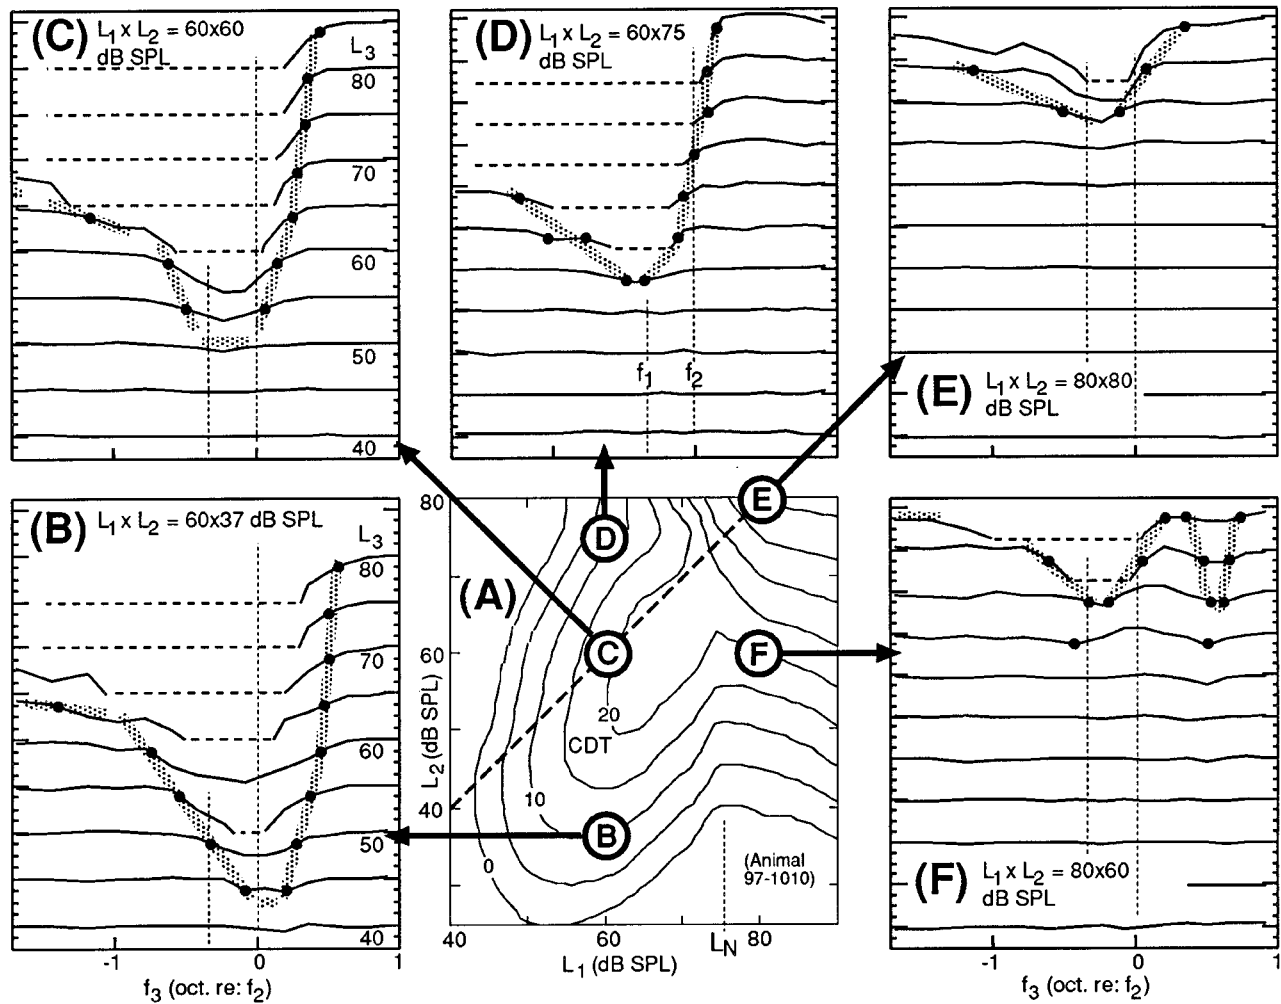 (C) L1 x L2 = 60x60
dB SPL
L3
80
70
60
50
40
(D) L1 x L2 = 60x75
dB SPL
f1
f2
(E) L1 x L2 = 80x80
dB SPL
(B) L1 x L2 = 60x37 dB SPL
L3
80
70
60
50
40
-1
0
1
f3 (oct. re: f2)
(A)
80
60
40
L2 (dB SPL)
D
E
C
F
B
20
CDT
10
0
(Animal
97-1010)
40
60
LN
80
L1 (dB SPL)
(F) L1 x L2 = 80x60
dB SPL
-1
0
1
f3 (oct. re: f2)